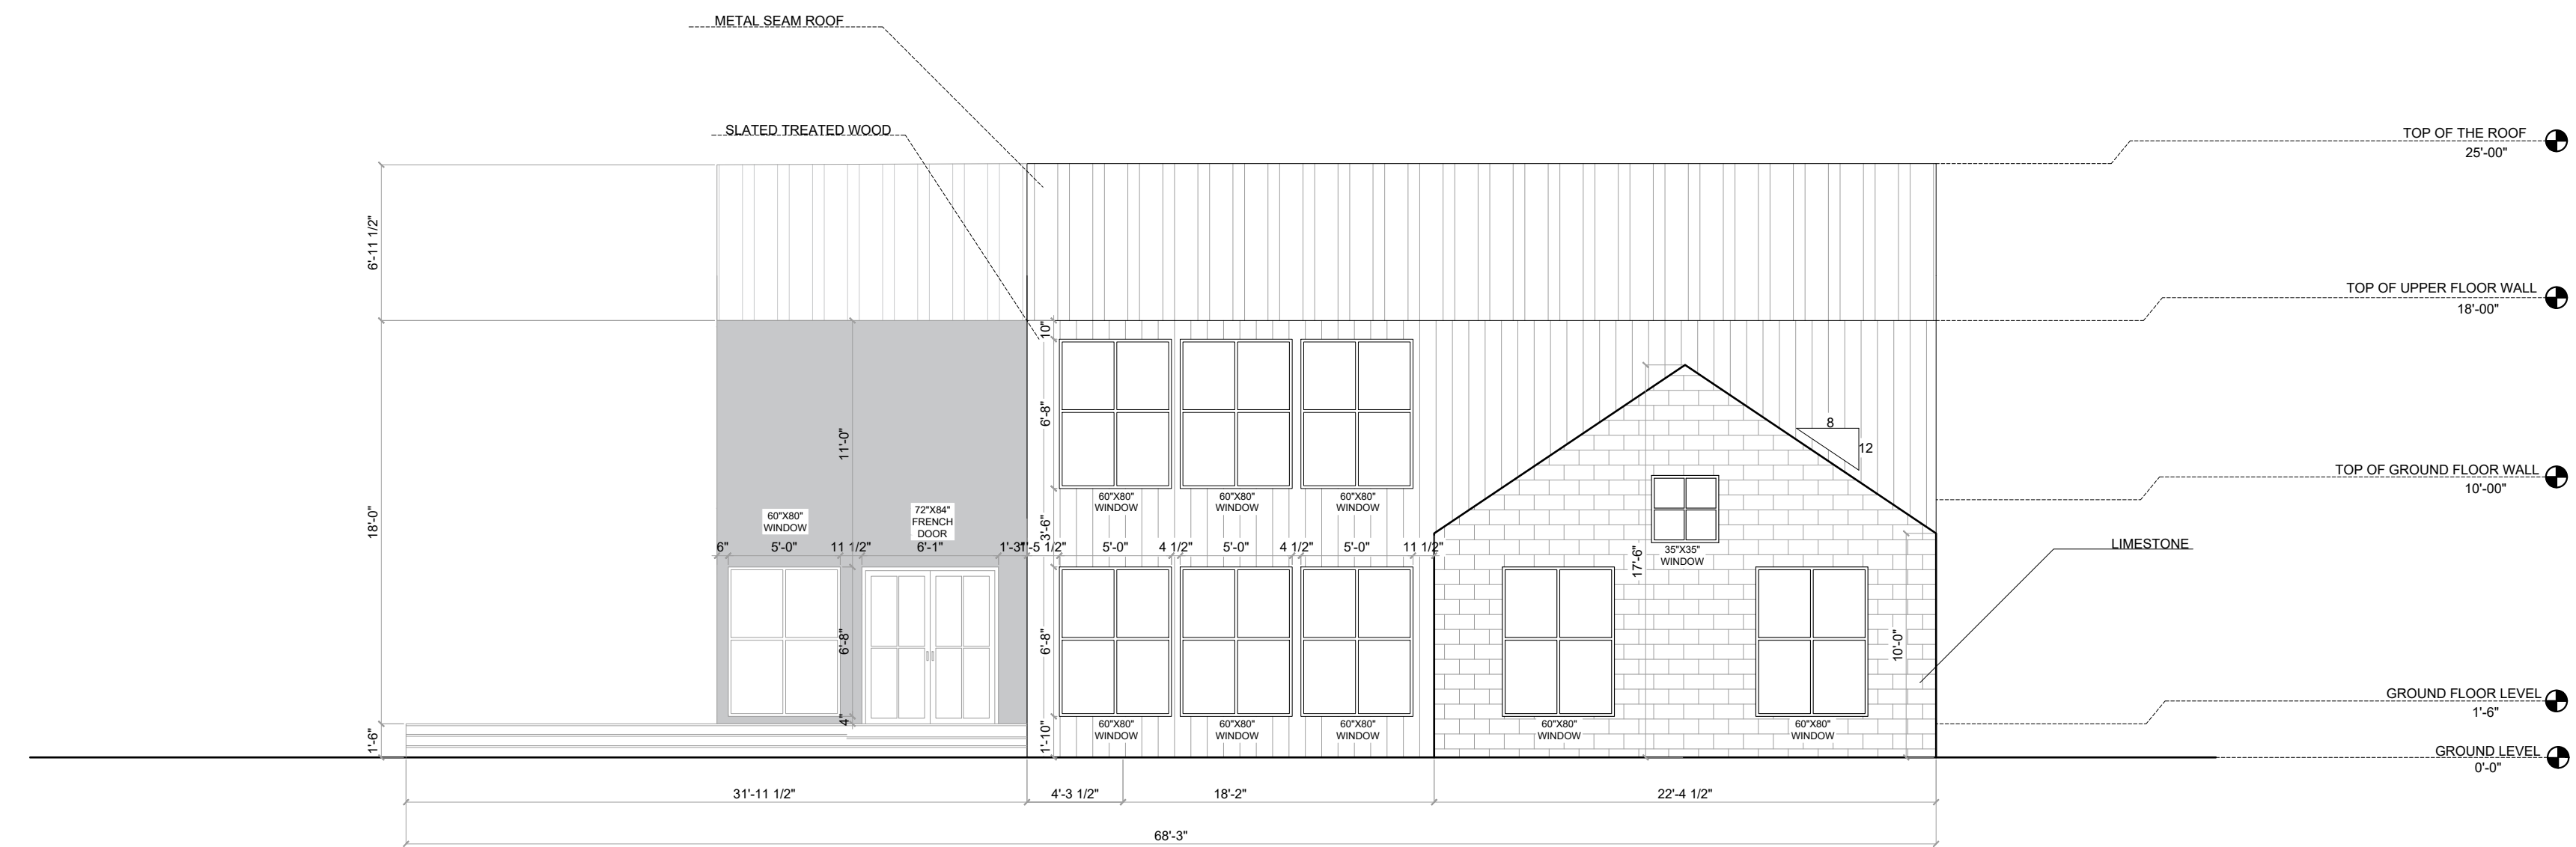 METAL SEAM ROOF
SLATED TREATED WOOD
TOP OF THE ROOF
25'-00"
TOP OF UPPER FLOOR WALL
18'-00"
TOP OF GROUND FLOOR WALL
10'-00"
LIMESTONE
GROUND FLOOR LEVEL
1'-6"
GROUND LEVEL
0'-0"
6'-11 1/2"
18'-0"
1'-6"
11'-0"
6'-8"
4"
60"X80"
WINDOW
72"X84"
FRENCH
DOOR
6"
5'-0"
11 1/2"
6'-1"
1'-3"
1'-5 1/2"
5'-0"
4 1/2"
5'-0"
4 1/2"
5'-0"
11 1/2"
10"
6'-8"
3'-6"
6'-8"
1'-10"
60"X80"
WINDOW
60"X80"
WINDOW
60"X80"
WINDOW
60"X80"
WINDOW
60"X80"
WINDOW
60"X80"
WINDOW
8
12
17'-6"
35"X35"
WINDOW
10'-0"
60"X80"
WINDOW
60"X80"
WINDOW
31'-11 1/2"
4'-3 1/2"
18'-2"
22'-4 1/2"
68'-3"